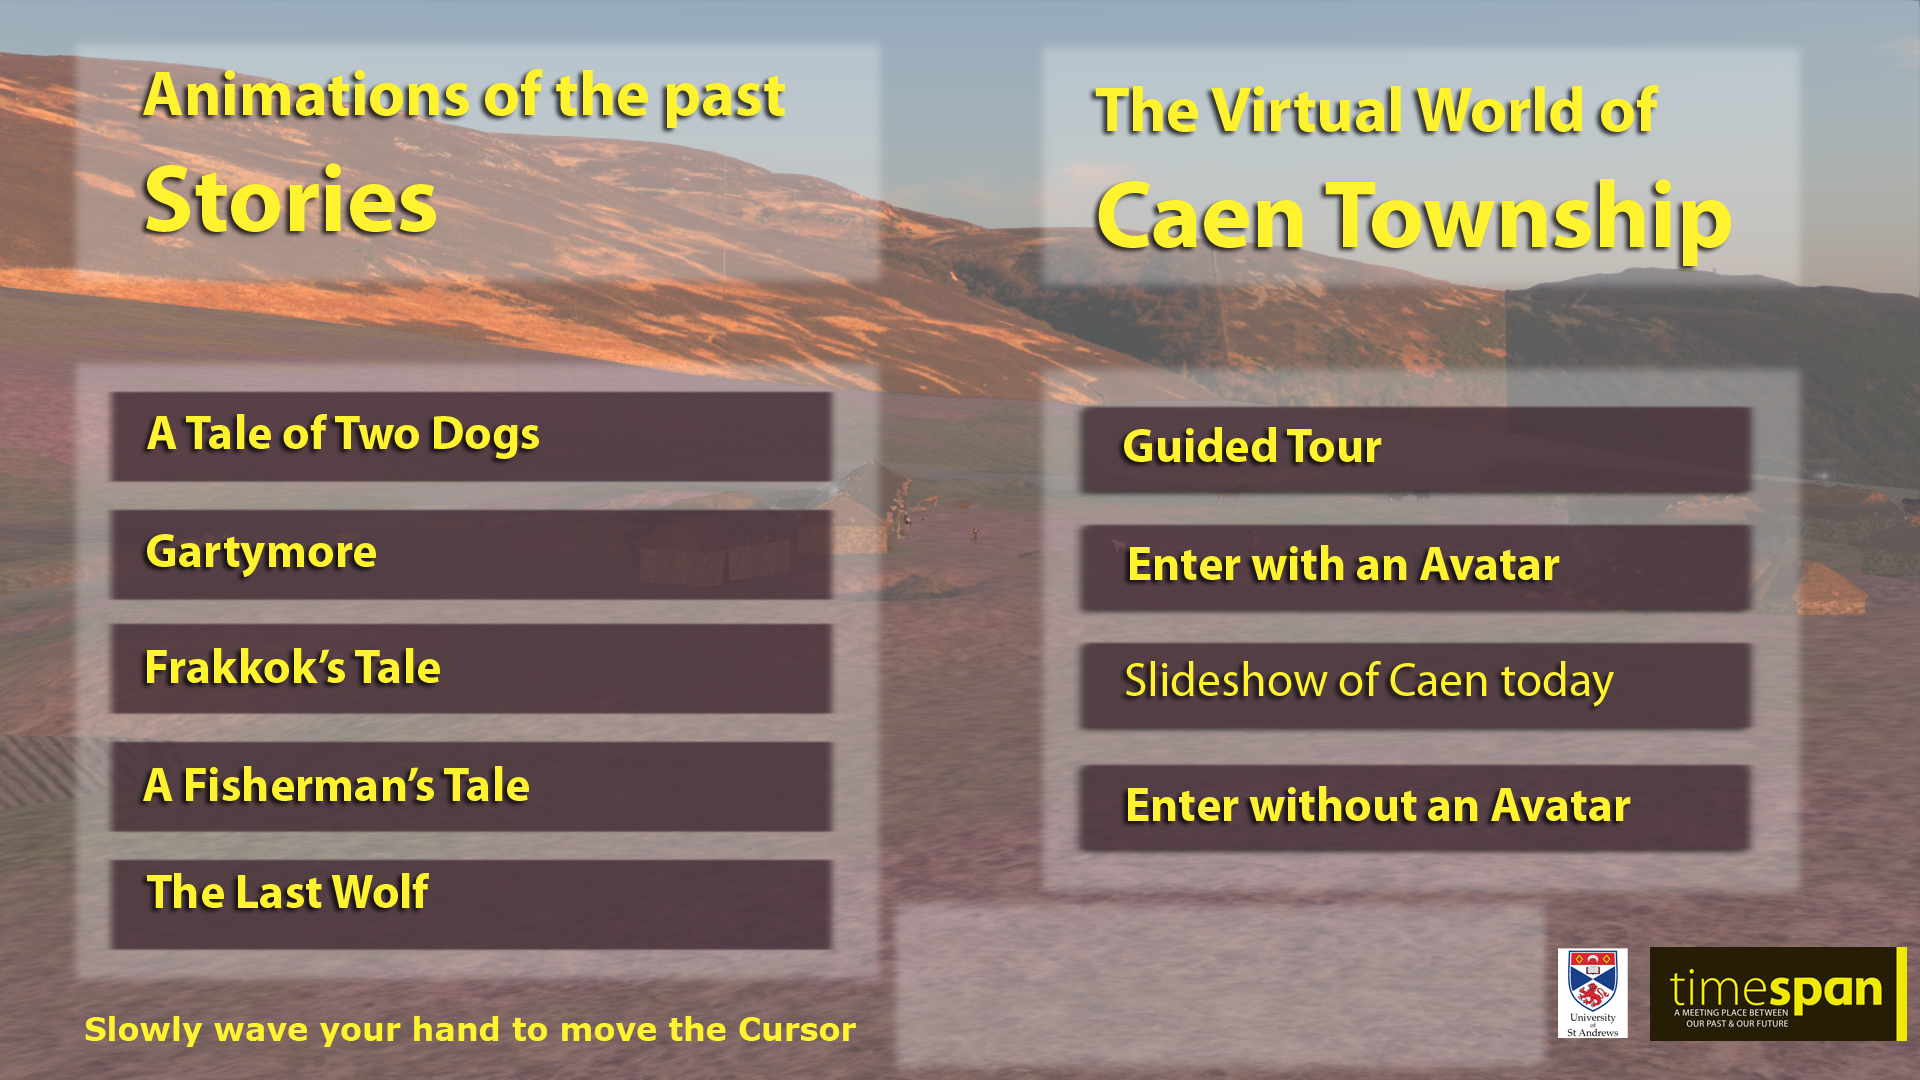 Animations of the past
Stories
A Tale of Two Dogs
Gartymore
Frakkok’s Tale
A Fisherman’s Tale
The Last Wolf
Slowly wave your hand to move the Cursor
The Virtual World of
Caen Township
Guided Tour
Enter with an Avatar
Slideshow of Caen today
Enter without an Avatar
University
of
St Andrews
timespan
A MEETING PLACE BETWEEN
OUR PAST & OUR FUTURE